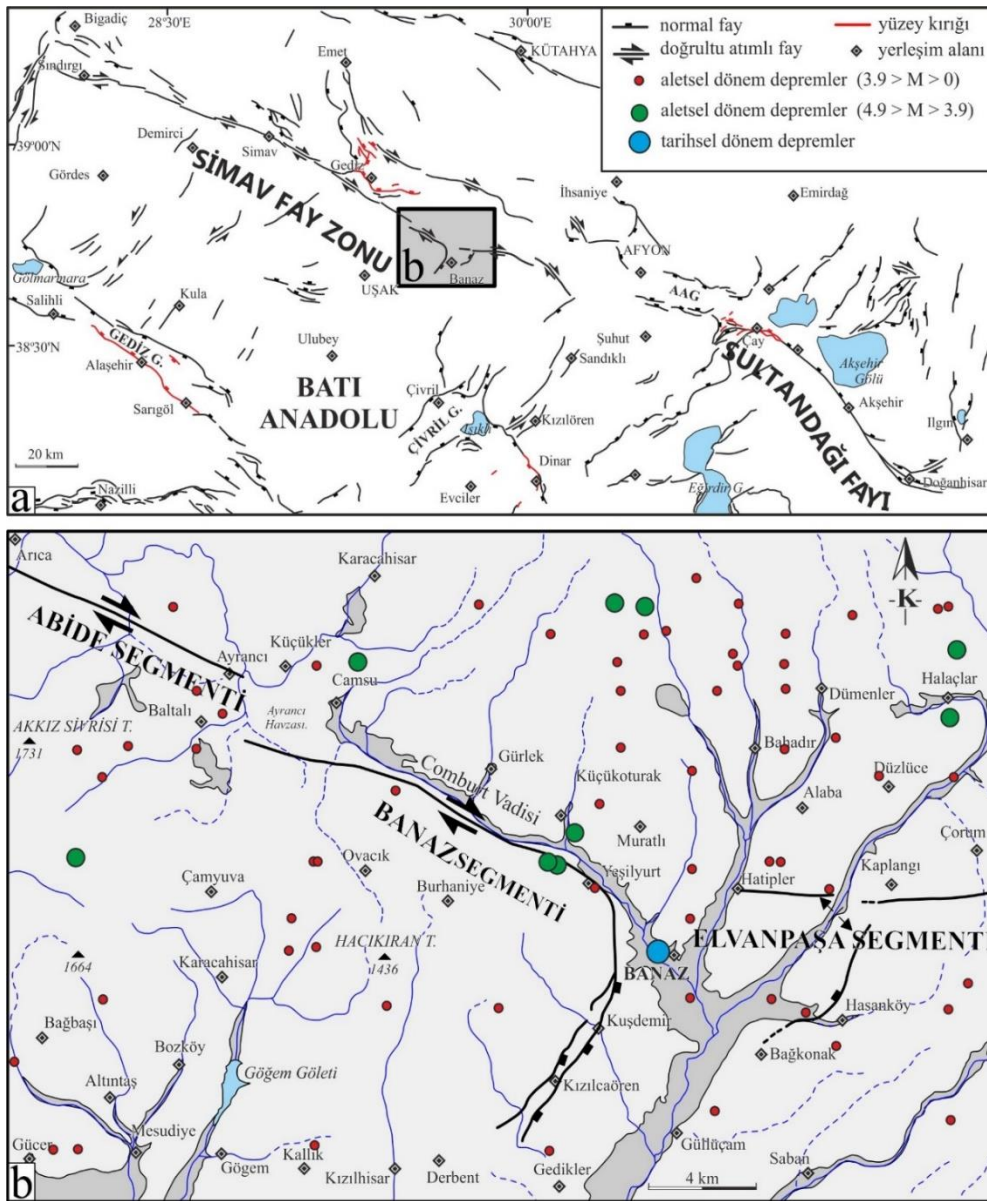 28:30'E
30:00'E
Bigadiç
Sındırgı
Emet
KÜTAHYA
Demirci
39:00'N
Simav
Gediz
Gördes
SİMAV FAY ZONU
İhsaniye
Emirdağ
AFYON
b
Banaz
Gölmarmara
UŞAK
AAG
Salihli
Kula
GEDİZ G.
38:30'N
Alaşehir
Ulubey
Şuhut
Sandıklı
Çay
SULTANDAĞI FAYI
Akşehir
Gölü
BATI
ANADOLU
Çivril
ÇİVRİL G.
Işıklı
Kızılören
Akşehir
Sarıgöl
Ilgın
20 km
Dinar
Nazilli
Evciler
Eğirdir G.
Doğanhisar
a
normal fay
yüzey kırığı
doğrultu atımlı fay
yerleşim alanı
aletsel dönem depremler (3.9 > M > 0)
aletsel dönem depremler (4.9 > M > 3.9)
tarihsel dönem depremler
Arıca
Karacahisar
-K-
ABİDE SEGMENTİ
Ayrancı
Küçükler
Camsu
Halaçlar
Dümenler
AKKIZ SİVRİSİ T.
1731
Baltalı
Ayrancı
Havzası.
Gürlek
Bahadır
Comburt Vadisi
Küçükoturak
Düzlüce
Alaba
BANAZ SEGMENTİ
Muratlı
Çorum
Ovacık
Çamyuva
Burhaniye
Yeşilyurt
Hatipler
Kaplangı
ELVANPAŞA SEGMENTİ
HACIKIRAN T.
1436
1664
Karacahisar
BANAZ
Bağbaşı
Bozköy
Kuşdemir
Hasanköy
Bağkonak
Altıntaş
Göğem Göleti
Kızılcaören
Mesudiye
Güllüçam
Gücer
Gögem
Kallık
Kızılhisar
Derbent
Gedikler
4 km
Saban
b